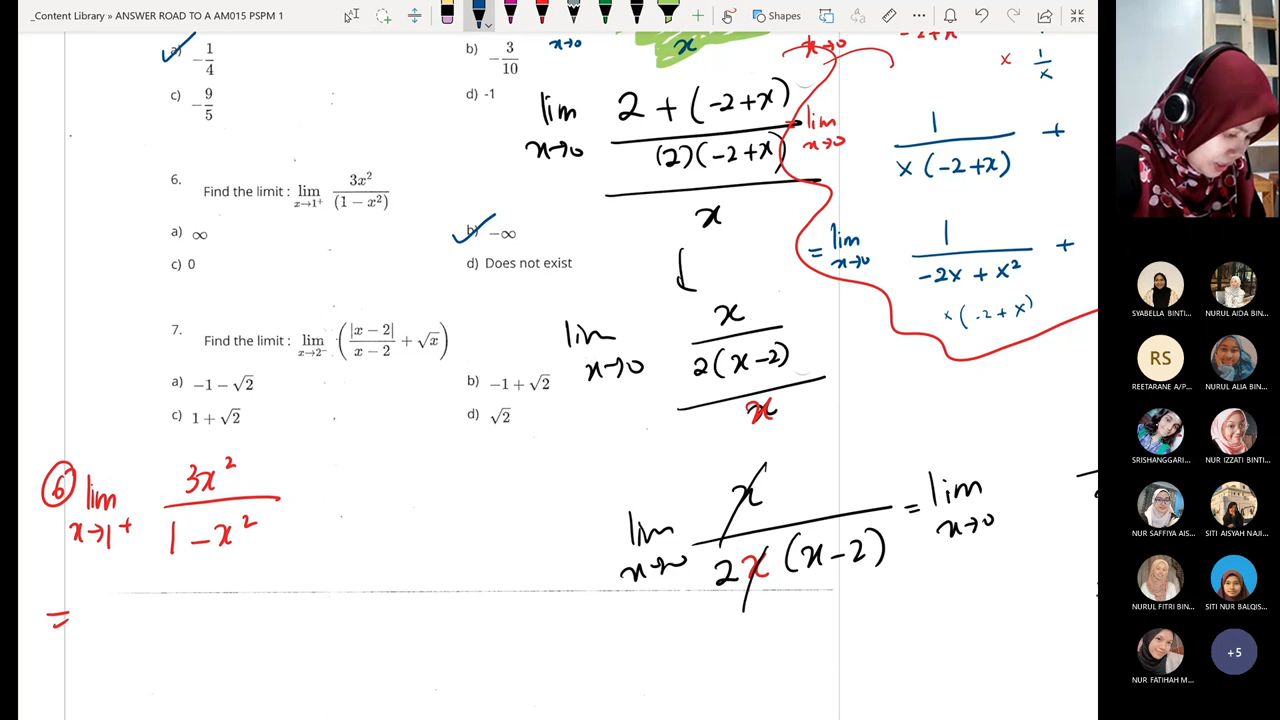 _Content Library » ANSWER ROAD TO A AM015 PSPM 1
Shapes
a) -1/4
b) -3/10
c) -9/5
d) -1
6.
Find the limit : lim x→1⁺ 3x²/(1 − x²)
a) ∞
b) −∞
c) 0
d) Does not exist
7.
Find the limit : lim x→2⁻ (|x − 2|/(x − 2) + √x)
a) −1 − √2
b) −1 + √2
c) 1 + √2
d) √2
⑥ lim x→1⁺ 3x²/(1 − x²)
=
x→0
x
lim x→0 (2 + (-2+x))/((2)(-2+x)) / x
lim x→0 x/(2(x−2)) / x
lim x→0 x/(2x(x−2)) = lim x→0
x→0
-2+x
× 1/x
= lim x→0
1/(x(-2+x)) +
= lim x→0 1/(-2x + x²) +
x(-2+x)
SYABELLA BINTI...
NURUL AIDA BIN...
RS
REETARANE A/P...
NURUL ALIA BIN...
SRISHANGGARI...
NUR IZZATI BINTI...
NUR SAFFIYA AIS...
SITI AISYAH NAJI...
NURUL FITRI BIN...
SITI NUR BALQIS...
NUR FATIHAH M...
+5